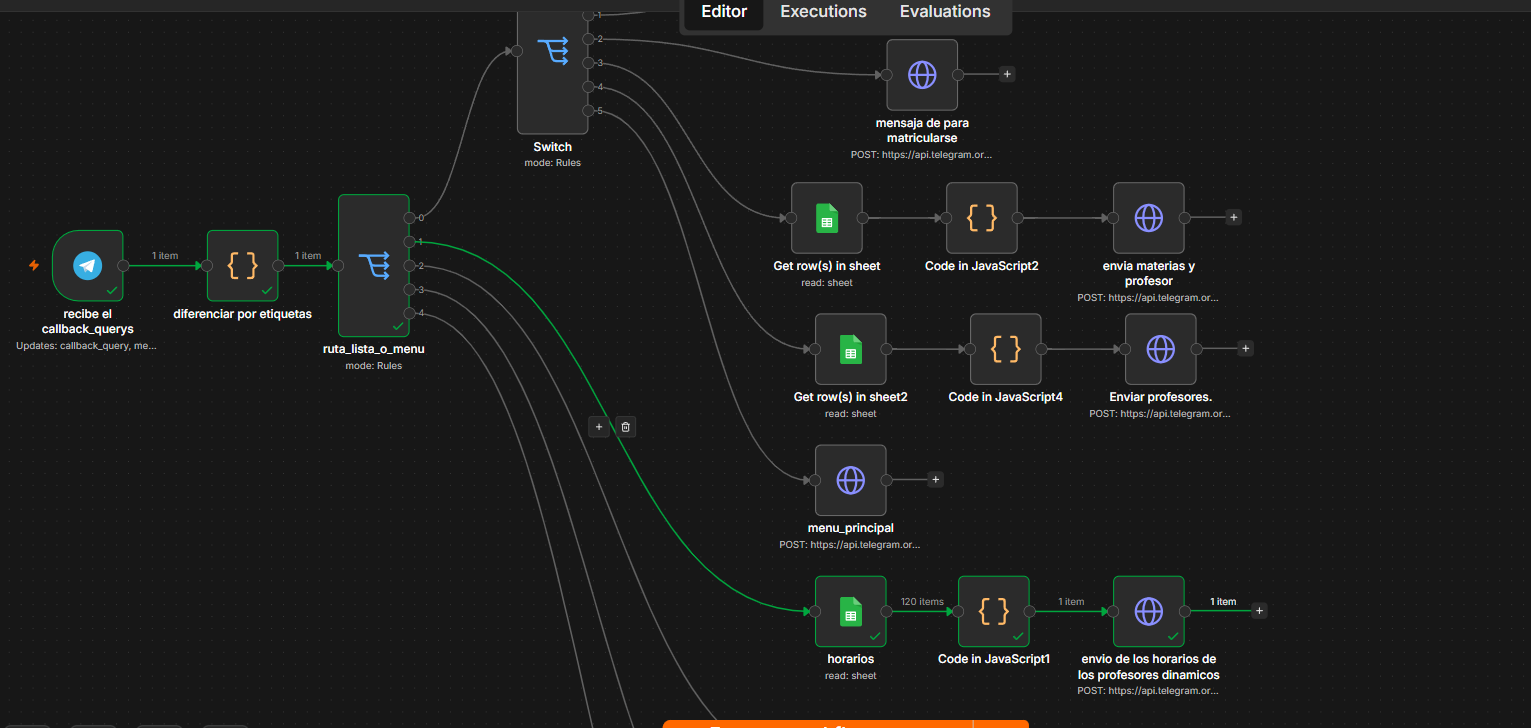 Editor Executions Evaluations
1
2
3
4
5
Switch
mode: Rules
mensaja de para
matricularse
POST: https://api.telegram.or...
0
1
2
3
4
1 item
1 item
recibe el
callback_querys
Updates: callback_query, me...
diferenciar por etiquetas
ruta_lista_o_menu
mode: Rules
Get row(s) in sheet
read: sheet
Code in JavaScript2
envia materias y
profesor
POST: https://api.telegram.or...
Get row(s) in sheet2
read: sheet
Code in JavaScript4
Enviar profesores.
POST: https://api.telegram.or...
menu_principal
POST: https://api.telegram.or...
120 items
1 item
1 item
horarios
read: sheet
Code in JavaScript1
envio de los horarios de
los profesores dinamicos
POST: https://api.telegram.or...